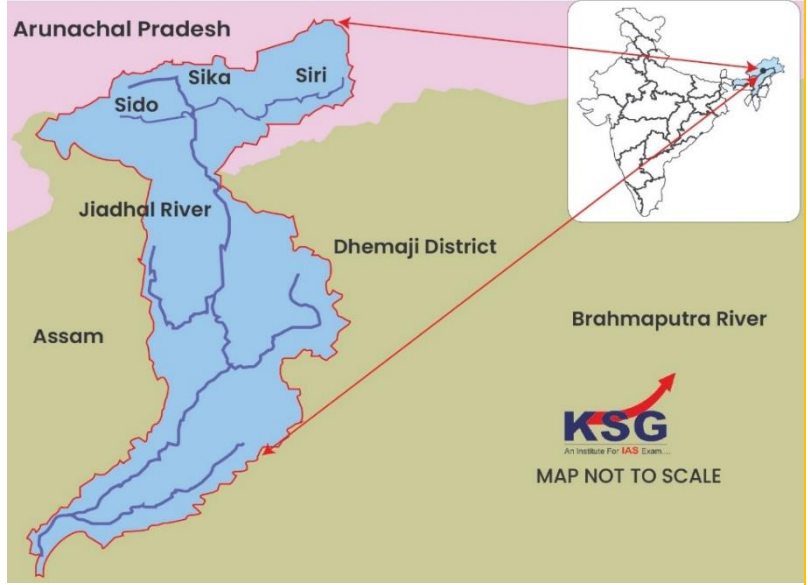 Arunachal Pradesh
Sika
Siri
Sido
Jiadhal River
Dhemaji District
Brahmaputra River
Assam
KSG
An Institute For IAS Exam...
MAP NOT TO SCALE